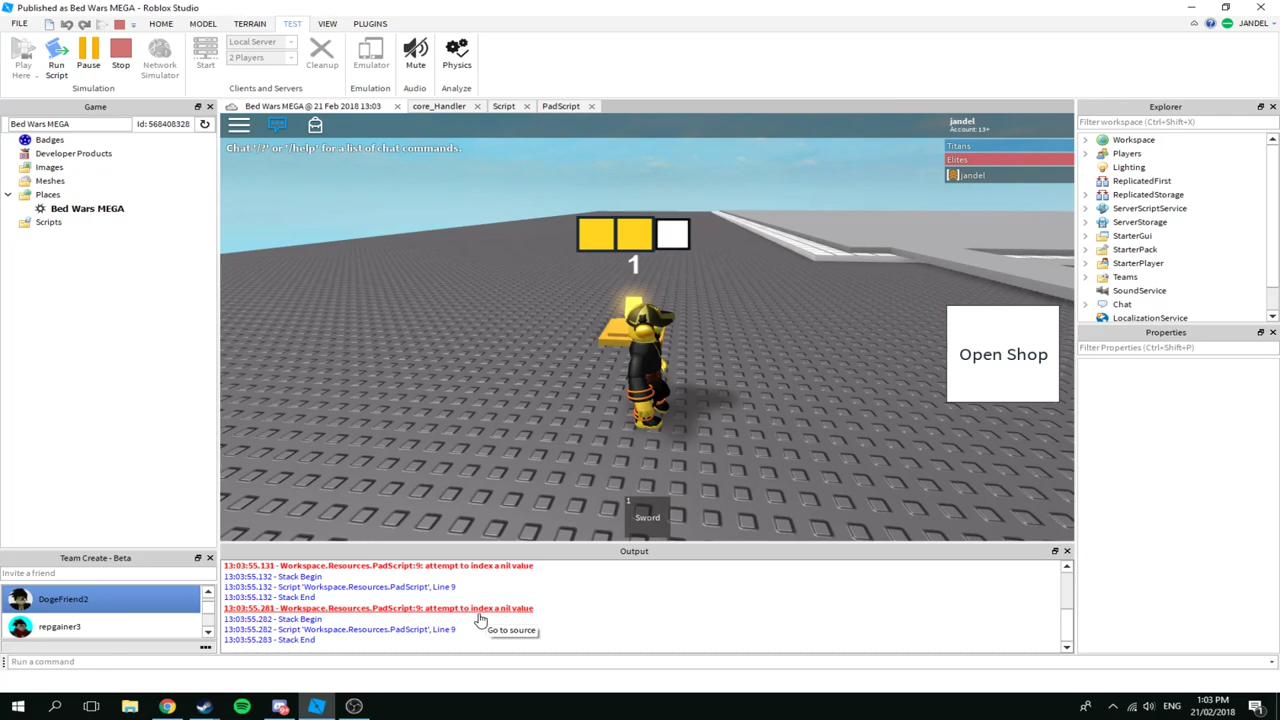 Published as Bed Wars MEGA - Roblox Studio
FILE HOME MODEL TERRAIN TEST VIEW PLUGINS JANDEL
Play Here
Run Script
Pause
Stop
Network Simulator
Simulation
Start
Local Server
2 Players
Cleanup
Clients and Servers
Emulator
Emulation
Mute
Audio
Physics
Analyze
Game
Bed Wars MEGA Id: 568408328
Badges
Developer Products
Images
Meshes
Places
Bed Wars MEGA
Scripts
Bed Wars MEGA @ 21 Feb 2018 13:03 core_Handler Script PadScript
Chat '/?' or '/help' for a list of chat commands.
jandel
Account: 13+
Titans
Elites
jandel
1
Open Shop
1
Sword
Explorer
Filter workspace (Ctrl+Shift+X)
Workspace
Players
Lighting
ReplicatedFirst
ReplicatedStorage
ServerScriptService
ServerStorage
StarterGui
StarterPack
StarterPlayer
Teams
SoundService
Chat
LocalizationService
Properties
Filter Properties (Ctrl+Shift+P)
Team Create - Beta
Invite a friend
DogeFriend2
repgainer3
Output
13:03:55.131 - Workspace.Resources.PadScript:9: attempt to index a nil value
13:03:55.132 - Stack Begin
13:03:55.132 - Script 'Workspace.Resources.PadScript', Line 9
13:03:55.132 - Stack End
13:03:55.281 - Workspace.Resources.PadScript:9: attempt to index a nil value
13:03:55.282 - Stack Begin
13:03:55.282 - Script 'Workspace.Resources.PadScript', Line 9
13:03:55.283 - Stack End
Go to source
Run a command
ENG
1:03 PM
21/02/2018